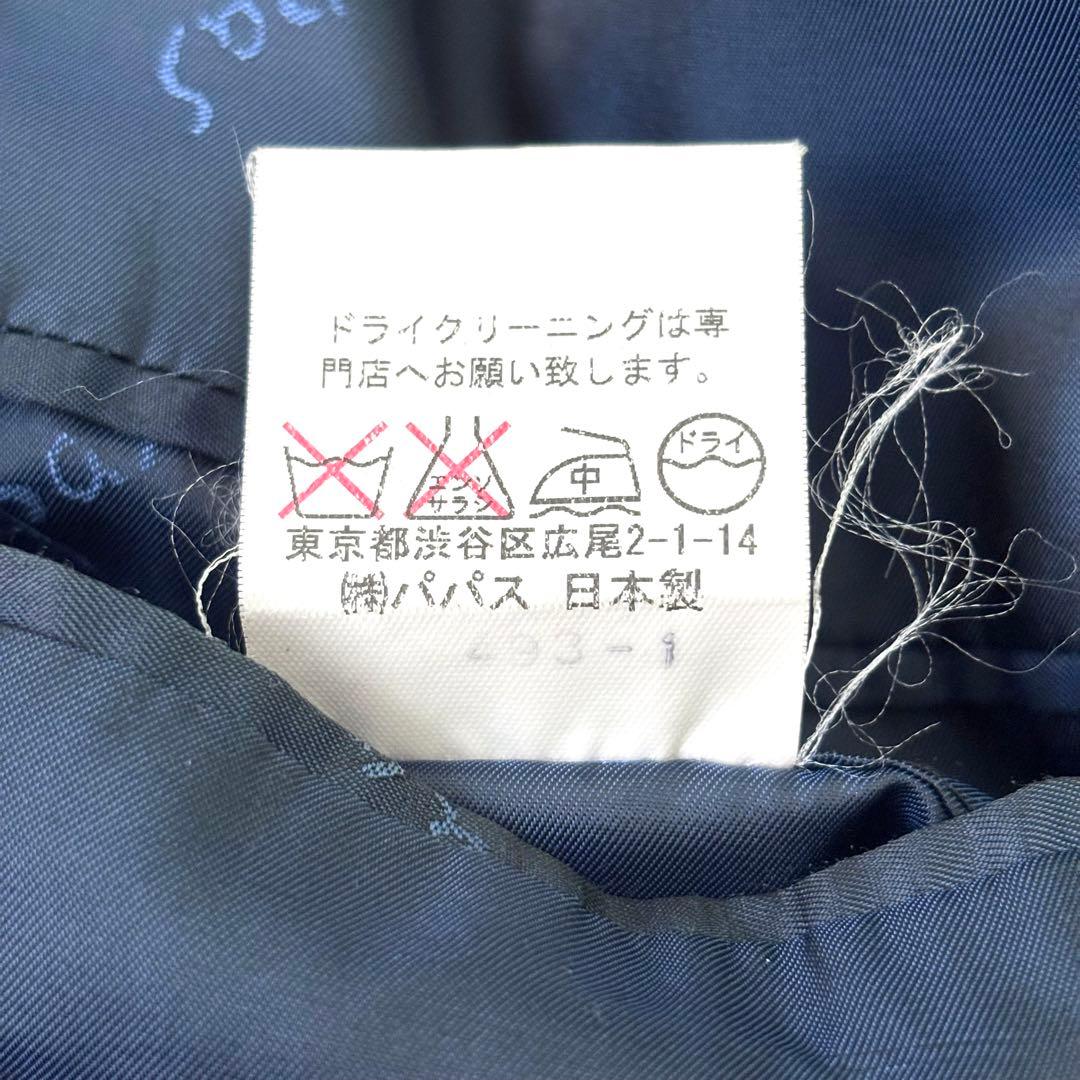 ドライクリーニングは専
門店へお願い致します。
エンソ
サラシ
中
ドライ
東京都渋谷区広尾2-1-14
㈱パパス 日本製